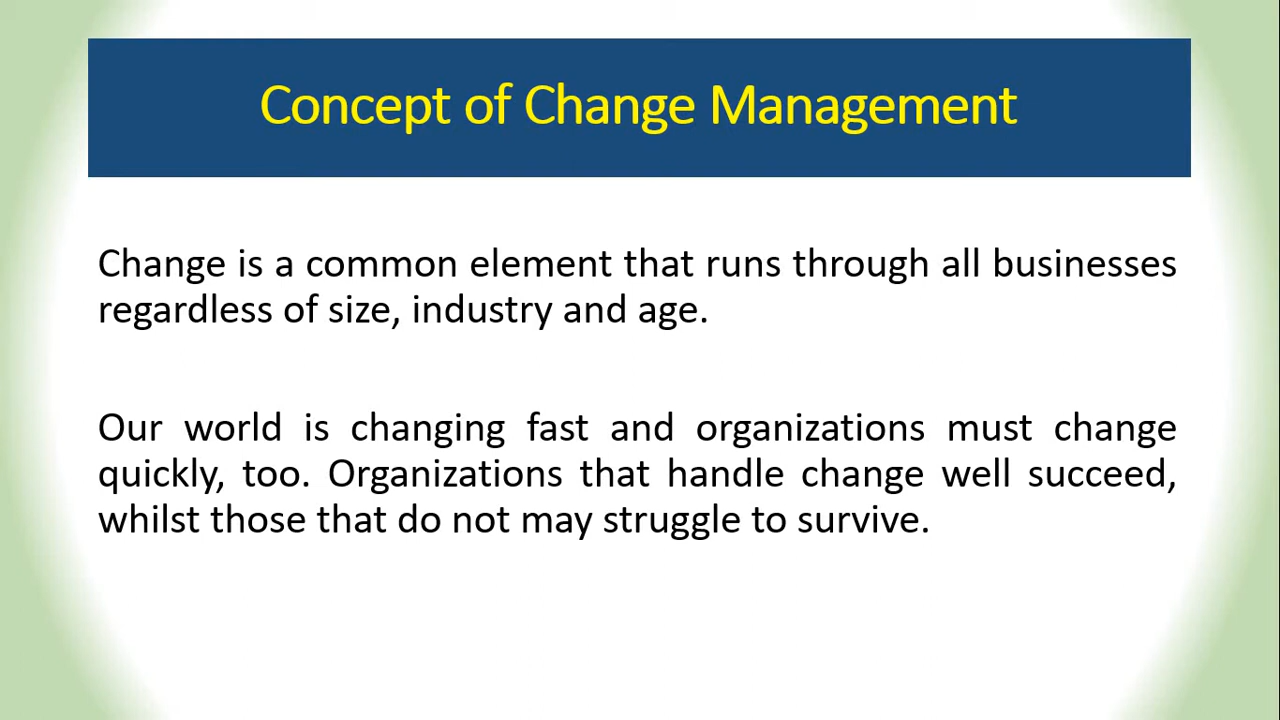 Concept of Change Management
Change is a common element that runs through all businesses
regardless of size, industry and age.
Our world is changing fast and organizations must change
quickly, too. Organizations that handle change well succeed,
whilst those that do not may struggle to survive.